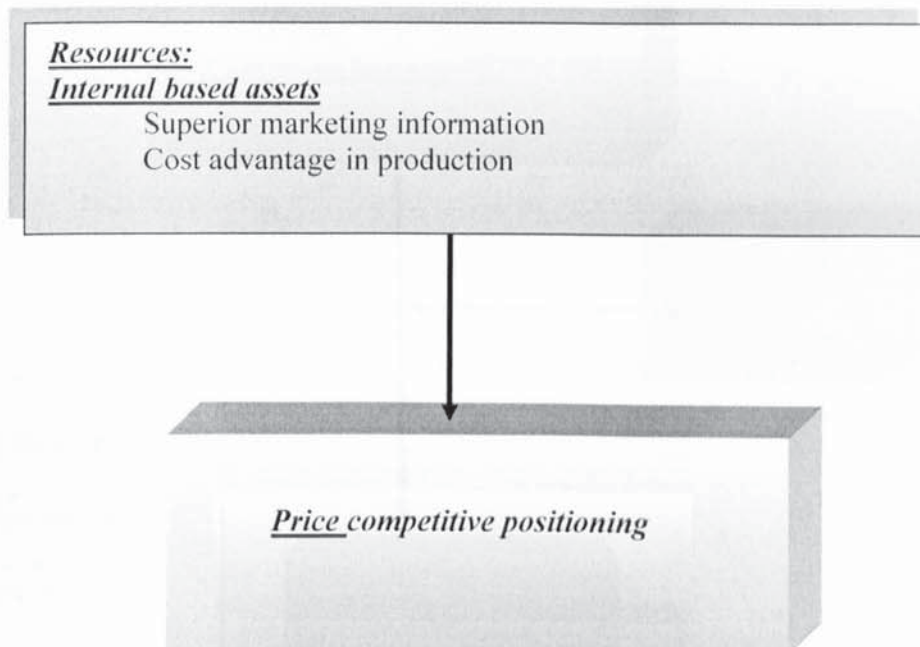 Resources:
Internal based assets
Superior marketing information
Cost advantage in production
Price competitive positioning